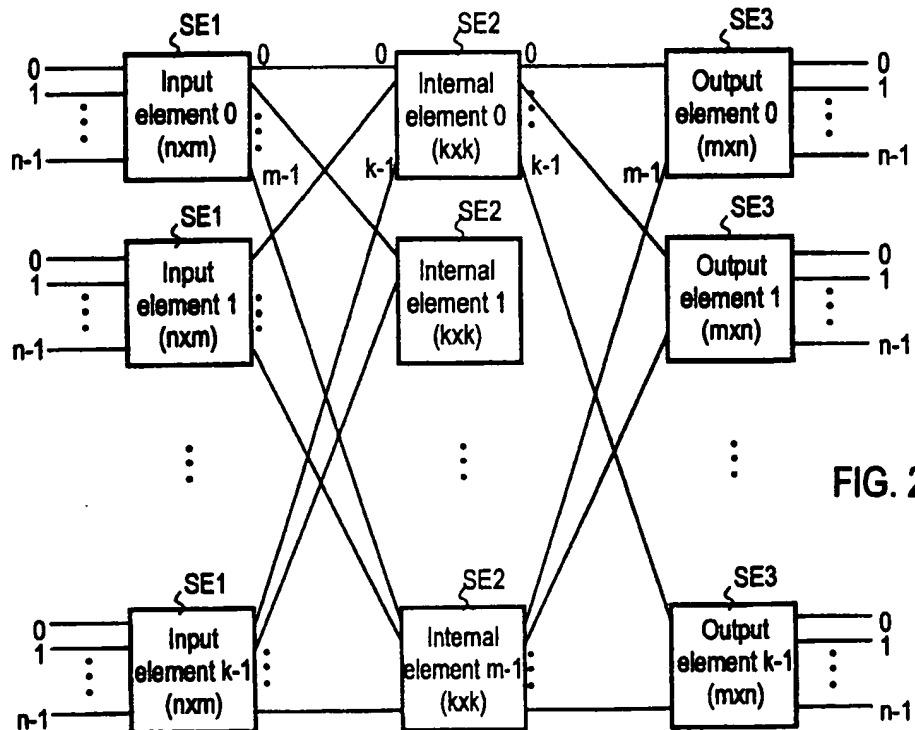 SE1
SE2
SE3
0
1
n-1
Input
element 0
(nxm)
0
m-1
0
k-1
Internal
element 0
(kxk)
0
k-1
m-1
Output
element 0
(mxn)
0
1
n-1
SE1
SE2
SE3
0
1
n-1
Input
element 1
(nxm)
Internal
element 1
(kxk)
Output
element 1
(mxn)
0
1
n-1
FIG. 2
SE1
SE2
SE3
0
1
n-1
Input
element k-1
(nxm)
Internal
element m-1
(kxk)
Output
element k-1
(mxn)
0
1
n-1